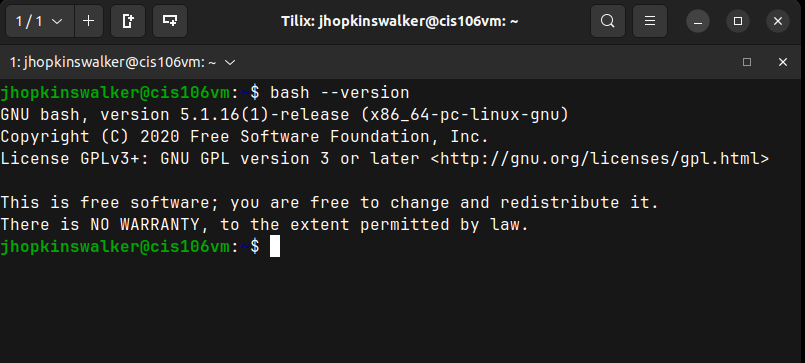 1 / 1
Tilix: jhopkinswalker@cis106vm: ~
1: jhopkinswalker@cis106vm: ~
jhopkinswalker@cis106vm:~$ bash --version
GNU bash, version 5.1.16(1)-release (x86_64-pc-linux-gnu)
Copyright (C) 2020 Free Software Foundation, Inc.
License GPLv3+: GNU GPL version 3 or later <http://gnu.org/licenses/gpl.html>
This is free software; you are free to change and redistribute it.
There is NO WARRANTY, to the extent permitted by law.
jhopkinswalker@cis106vm:~$